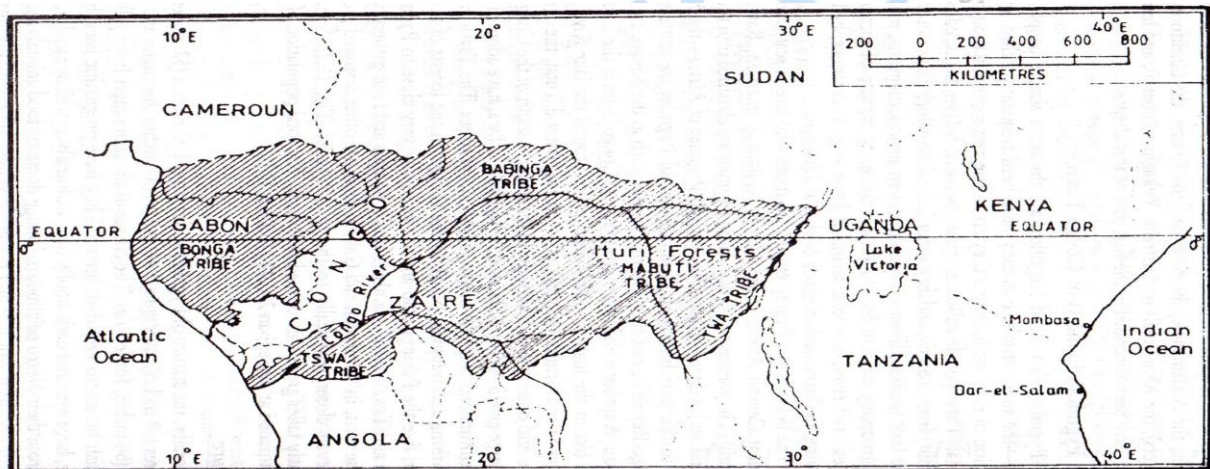 10°E
20°
30°E
40°E
200 0 200 400 600 800
KILOMETRES
SUDAN
CAMEROUN
BABINGA
TRIBE
KENYA
GABON
UGANDA
EQUATOR
EQUATOR
0°
0°
BONGA
TRIBE
CONGO
Ituri Forests
MABUTI
TRIBE
Lake
Victoria
Congo River
ZAIRE
TWA TRIBE
Atlantic
Ocean
TSWA
TRIBE
Mombasa
Indian
Ocean
TANZANIA
Dar-el-Salam
ANGOLA
10°E
20°
30°E
40°E